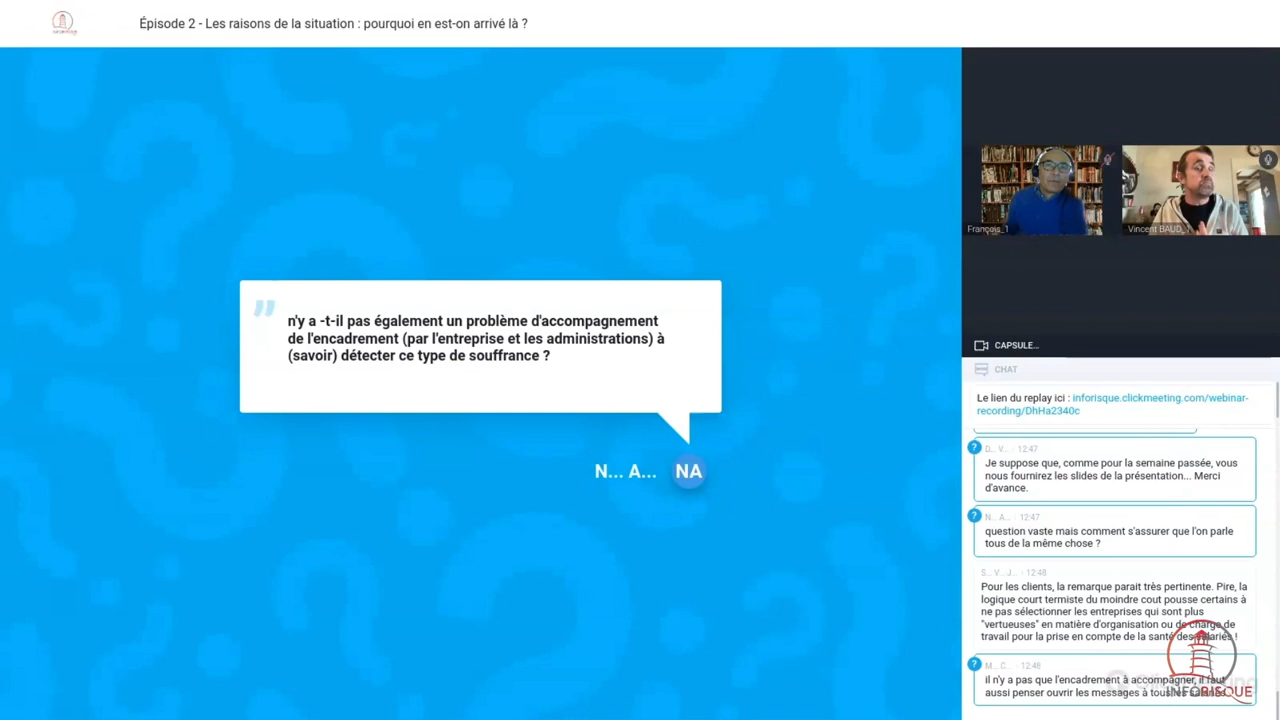 Épisode 2 - Les raisons de la situation : pourquoi en est-on arrivé là ?
n'y a -t-il pas également un problème d'accompagnement
de l'encadrement (par l'entreprise et les administrations) à
(savoir) détecter ce type de souffrance ?
N... A...
NA
François_1
Vincent BAUD_1
CAPSULE...
CHAT
Le lien du replay ici : inforisque.clickmeeting.com/webinar-
recording/DhHa2340c
? D... V... 12:47
Je suppose que, comme pour la semaine passée, vous
nous fournirez les slides de la présentation... Merci
d'avance.
? N... A... 12:47
question vaste mais comment s'assurer que l'on parle
tous de la même chose ?
S... V... J... 12:48
Pour les clients, la remarque parait très pertinente. Pire, la
logique court termiste du moindre cout pousse certains à
ne pas sélectionner les entreprises qui sont plus
"vertueuses" en matière d'organisation ou de charge de
travail pour la prise en compte de la santé des salariés !
? M... C... 12:48
il n'y a pas que l'encadrement à accompagner, il faut
aussi penser ouvrir les messages à tous les
INFORISQUE